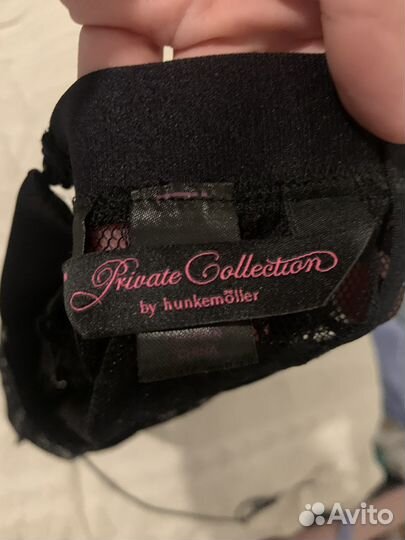 Private Collection
by hunkemöller
Avito